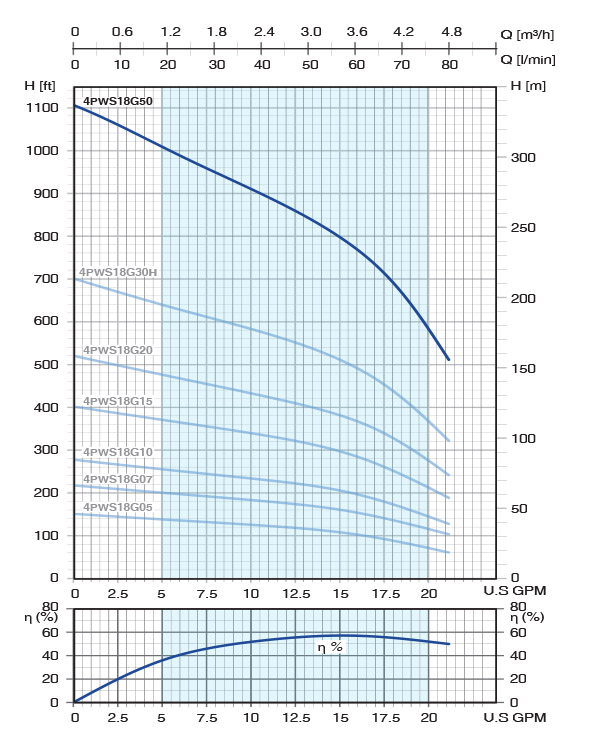 0 0.6 1.2 1.8 2.4 3.0 3.6 4.2 4.8 Q [m³/h]
0 10 20 30 40 50 60 70 80 Q [l/min]
H [ft] H [m]
4PWS18G50
1100
1000 300
900
800 250
700 4PWS18G30H
200
600
500 4PWS18G20 150
400 4PWS18G15
100
300 4PWS18G10
200 4PWS18G07
50
100 4PWS18G05
0 0
0 2.5 5 7.5 10 12.5 15 17.5 20 U.S GPM
80 80
η (%) η (%)
60 60
η %
40 40
20 20
0 0
0 2.5 5 7.5 10 12.5 15 17.5 20 U.S GPM